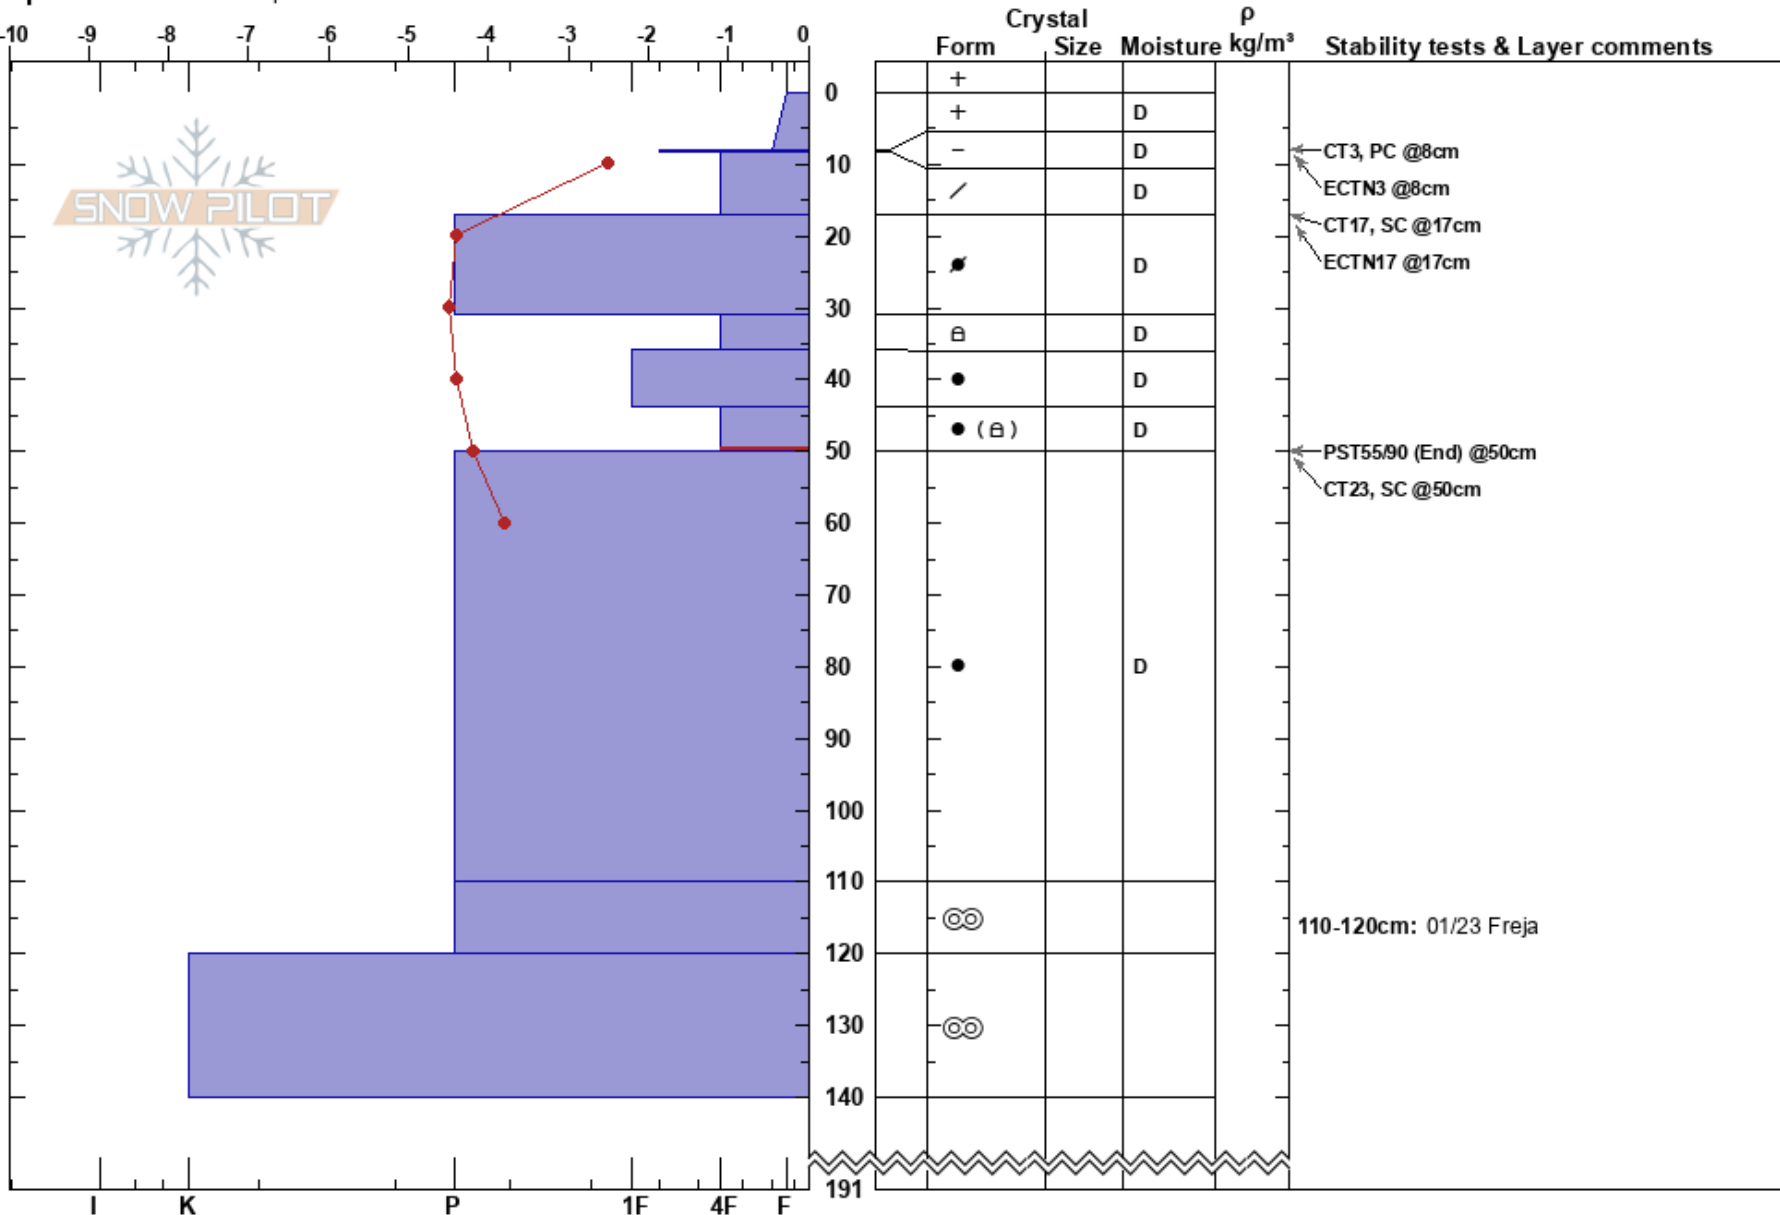 Crystal ρ
Form Size Moisture kg/m³ Stability tests & Layer comments
-10 -9 -8 -7 -6 -5 -4 -3 -2 -1 0
+
0
+ D
SNOW PILOT
- D CT3, PC @8cm
10
/ D ECTN3 @8cm
CT17, SC @17cm
20
D ECTN17 @17cm
30
D
40 D
(  ) D
50 PST55/90 (End) @50cm
CT23, SC @50cm
60
70
80 D
90
100
110
110-120cm: 01/23 Freja
120
130
140
191
I K P 1F 4F F